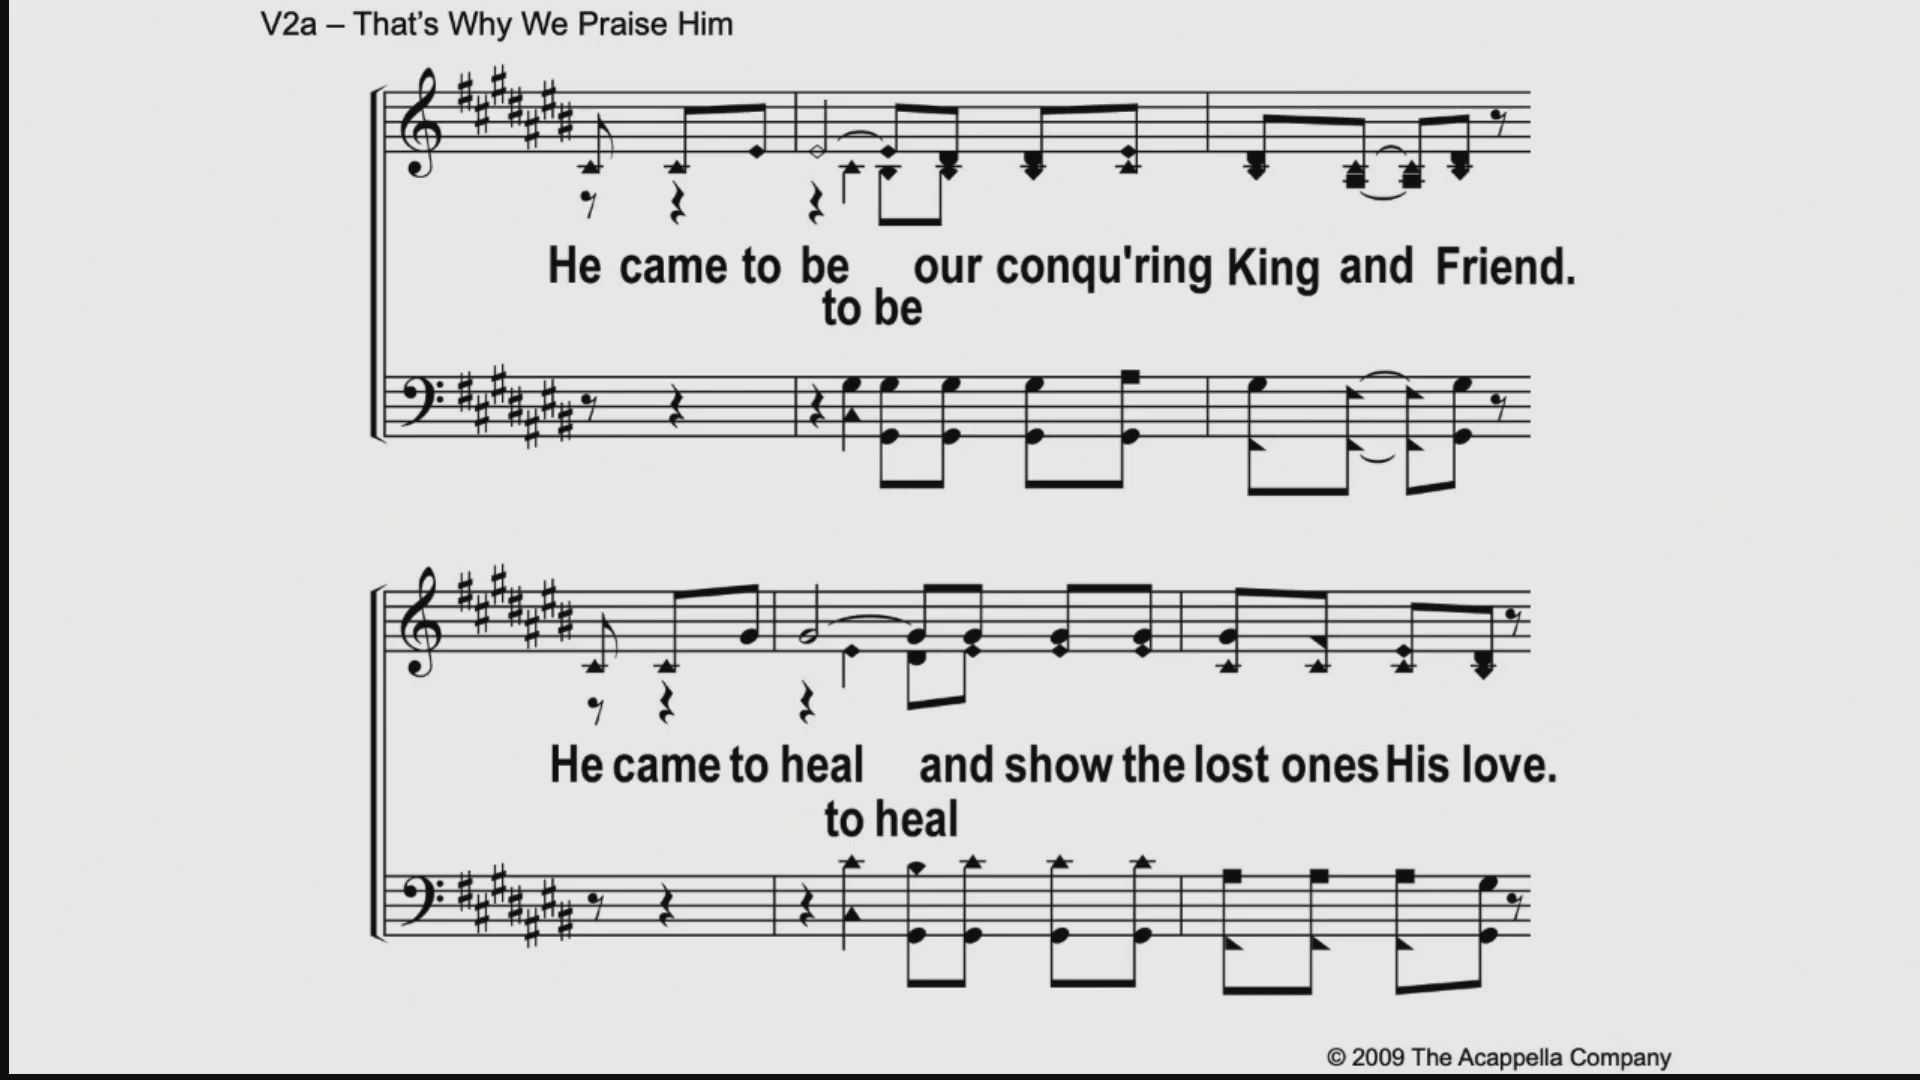 V2a – That's Why We Praise Him
He came to be our conqu'ring King and Friend.
to be
He came to heal and show the lost ones His love.
to heal
© 2009 The Acappella Company